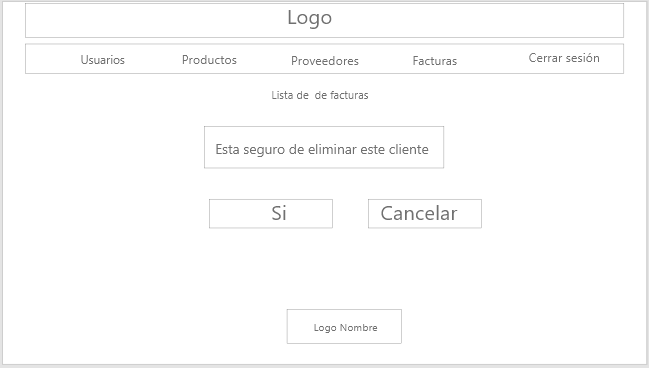 Logo
Usuarios Productos Proveedores Facturas Cerrar sesión
Lista de de facturas
Esta seguro de eliminar este cliente
Si Cancelar
Logo Nombre